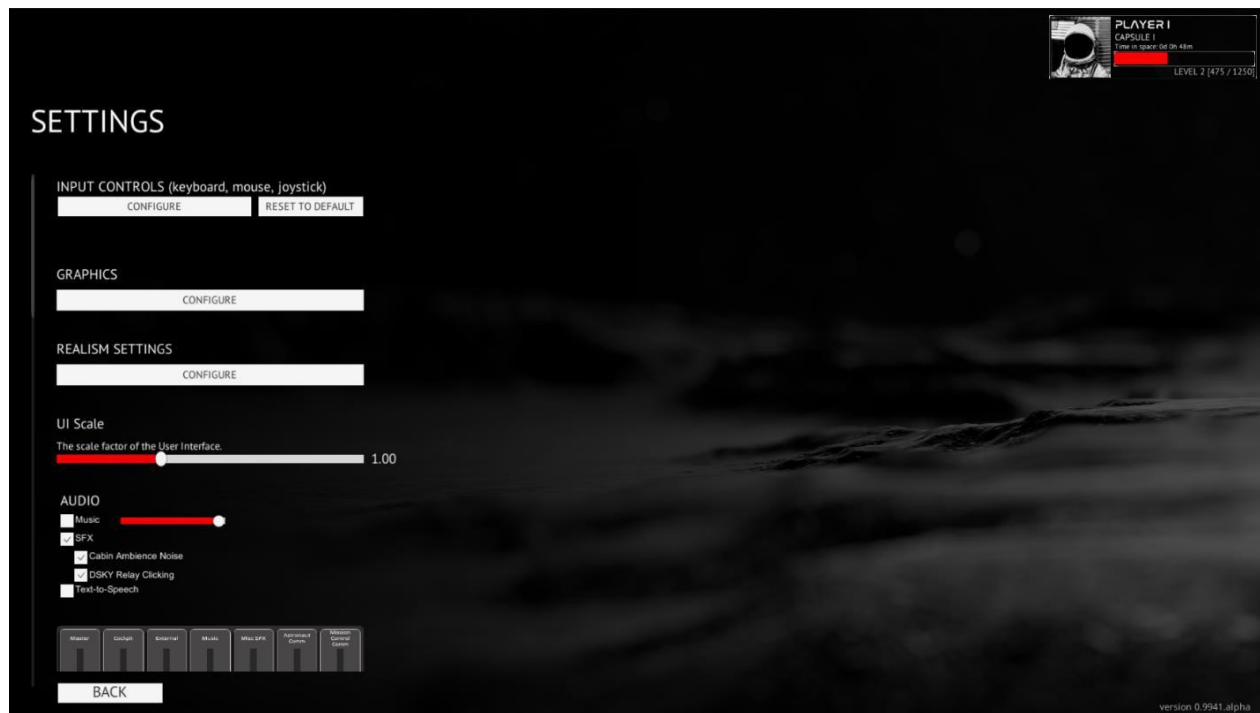 PLAYER I
CAPSULE I
Time in space: 0d 0h 48m
LEVEL 2 [475 / 1250]
SETTINGS
INPUT CONTROLS (keyboard, mouse, joystick)
CONFIGURE RESET TO DEFAULT
GRAPHICS
CONFIGURE
REALISM SETTINGS
CONFIGURE
UI Scale
The scale factor of the User Interface.
1.00
AUDIO
Music
SFX
Cabin Ambience Noise
DSKY Relay Clicking
Text-to-Speech
Master Cockpit External Music Misc SFX Astronaut Comm Mission Control Comm
BACK
version 0.9941.alpha